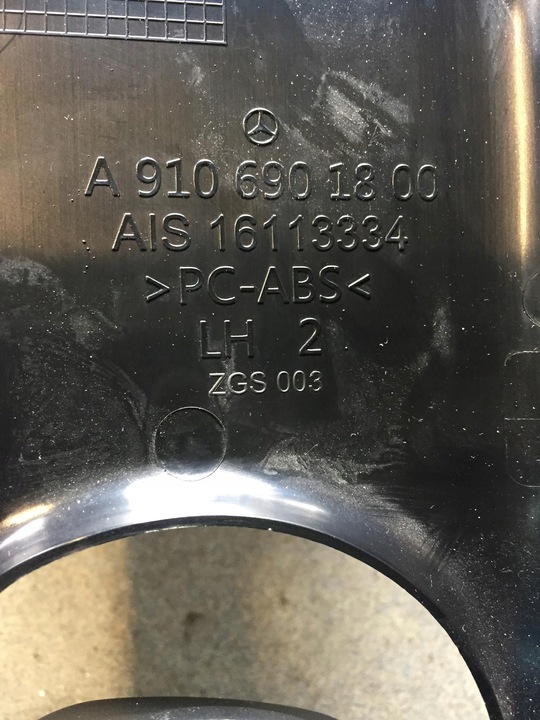 A 910 690 18 00
AIS 16113334
>PC-ABS<
LH 2
ZGS 003